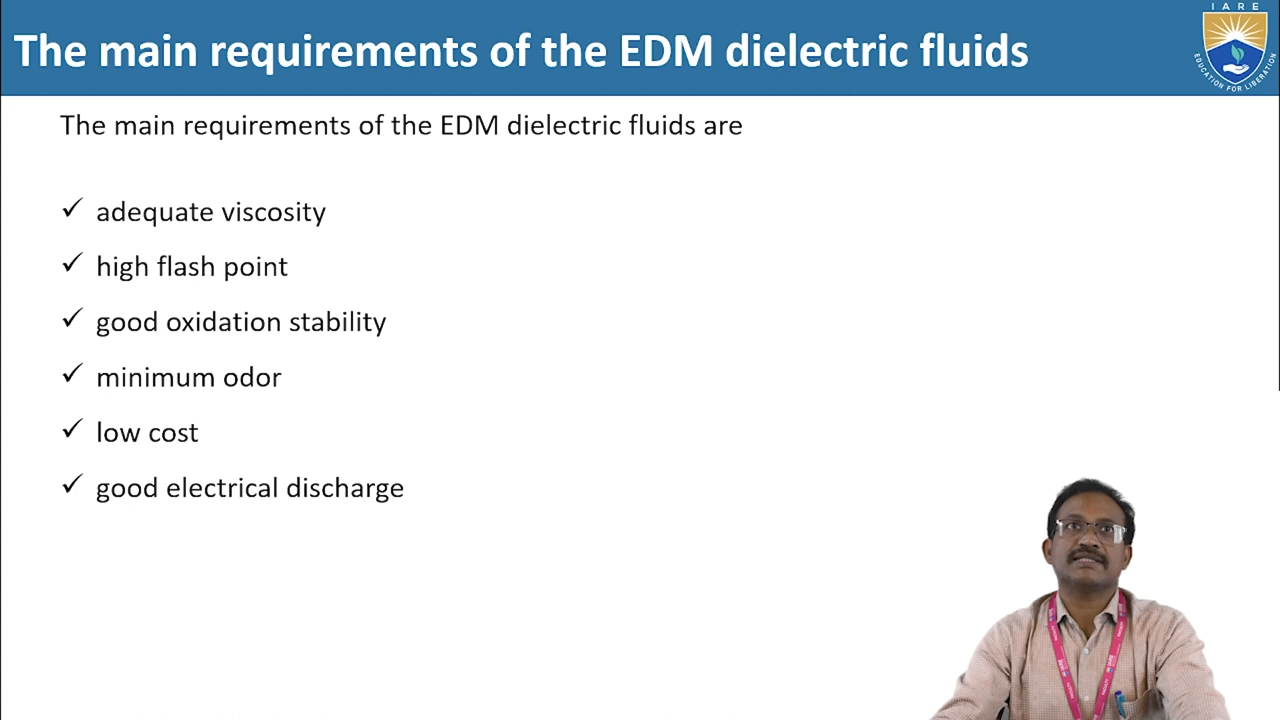 The main requirements of the EDM dielectric fluids
IARE
EDUCATION FOR LIBERATION
The main requirements of the EDM dielectric fluids are
✓ adequate viscosity
✓ high flash point
✓ good oxidation stability
✓ minimum odor
✓ low cost
✓ good electrical discharge